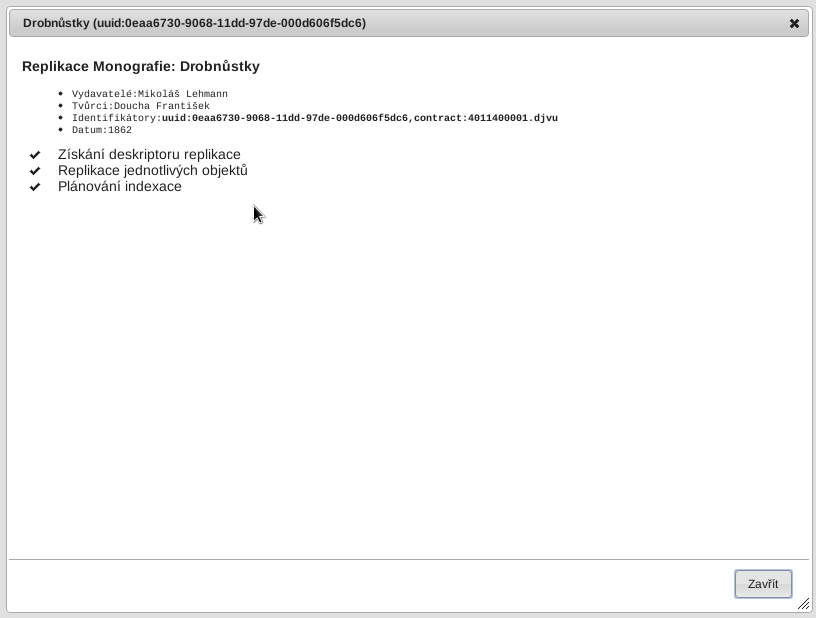 Drobnůstky (uuid:0eaa6730-9068-11dd-97de-000d606f5dc6)
Replikace Monografie: Drobnůstky
Vydavatelé:Mikoláš Lehmann
Tvůrci:Doucha František
Identifikátory:uuid:0eaa6730-9068-11dd-97de-000d606f5dc6,contract:4011400001.djvu
Datum:1862
Získání deskriptoru replikace
Replikace jednotlivých objektů
Plánování indexace
Zavřít